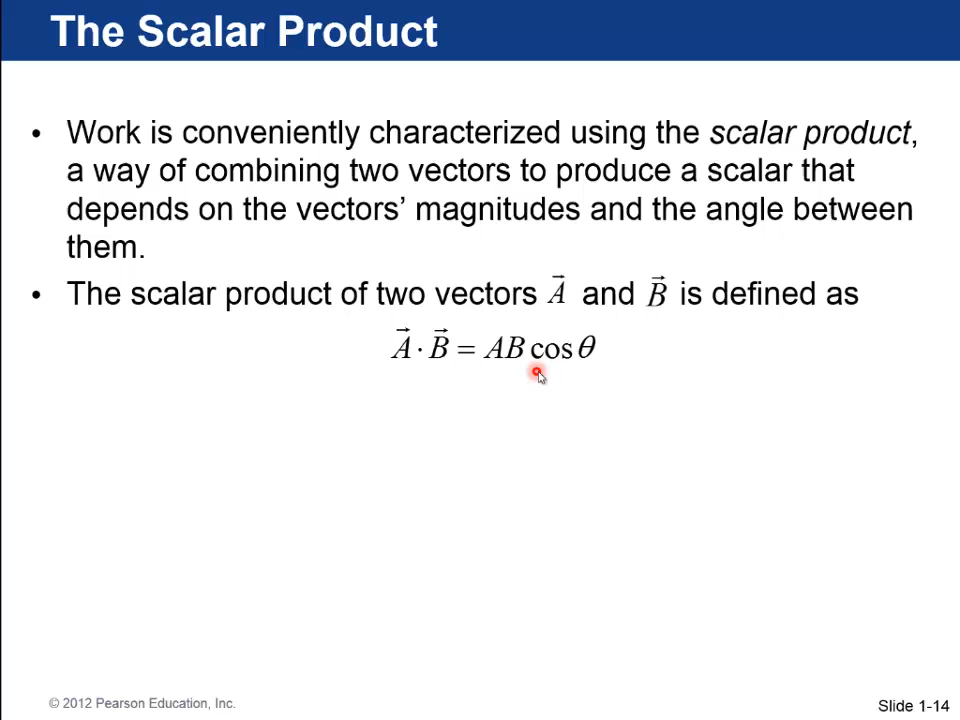 The Scalar Product
• Work is conveniently characterized using the scalar product,
a way of combining two vectors to produce a scalar that
depends on the vectors’ magnitudes and the angle between
them.
• The scalar product of two vectors A⃗ and B⃗ is defined as
A⃗ · B⃗ = AB cos θ
© 2012 Pearson Education, Inc.
Slide 1-14